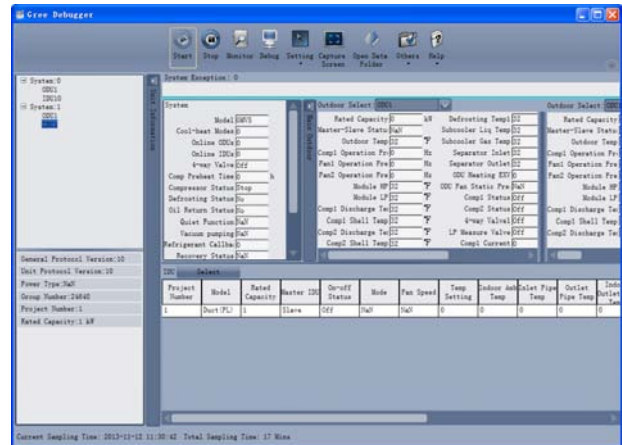 Gree Debugger
Start Stop Monitor Debug Setting Capture Screen Open Data Folder Others Help
System Exception: 0
System:0
ODU1
IDU10
System:1
ODU1
Unit Information
System
Model GMV5
Cool-heat Modes 0
Online ODUs 0
Online IDUs 0
4-way Valve Off
Comp Preheat Time 0 h
Compressor Status Stop
Defrosting Status No
Oil Return Status No
Quiet Function NaN
Vacuum pumping NaN
Refrigerant Callba 0
Recovery Status NaN
Outdoor Select: ODU1
Rated Capacity 0 kW
Master-Slave Statu NaN
Outdoor Temp 32 ℉
Comp1 Operation Fr 0 Hz
Fan1 Operation Fre 0 Hz
Fan2 Operation Fre 0 Hz
Module HP 32 ℉
Module LP 32 ℉
Comp1 Discharge Te 32 ℉
Comp1 Shell Temp 32 ℉
Comp2 Discharge Te 32 ℉
Comp2 Shell Temp 32 ℉
Defrosting Temp1 32
Subcooler Liq Temp 32
Subcooler Gas Temp 32
Separator Inlet 32
Separator Outlet 32
ODU Heating EXV 0
ODU Fan Static Pre NaN
Comp1 Status Off
Comp2 Status Off
4-way Valve1 Off
LP Measure Valve Off
Comp1 Current 0
Outdoor Select: ODU
Rated Capacity
Master-Slave Statu
Outdoor Temp
Comp1 Operation Fr
Fan1 Operation Fre
Fan2 Operation Fre
Module HP
Module LP
Comp1 Discharge Te
Comp1 Shell Temp
Comp2 Discharge Te
Comp2 Shell Temp
General Protocol Version:10
Unit Protocol Version:10
Power Type:NaN
Group Number:24640
Project Number:1
Rated Capacity:1 kW
IDU Select
Project Number Model Rated Capacity Master IDU On-off Status Mode Fan Speed Temp Setting Indoor Amb Temp Inlet Pipe Temp Outlet Pipe Temp
1 Duct(FL) 1 Slave Off NaN NaN 0 0 0 0 0
Current Sampling Time: 2013-11-12 11:30:42 Total Sampling Time: 17 Mins